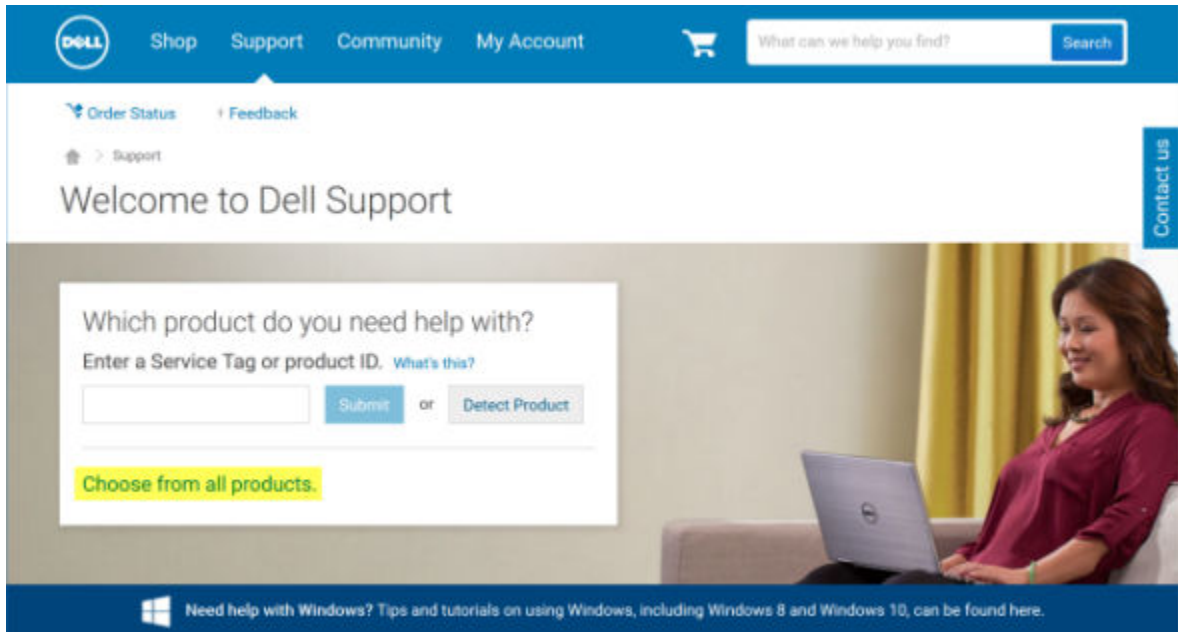 DELL Shop Support Community My Account What can we help you find? Search
Order Status Feedback
> Support
Welcome to Dell Support
Contact us
Which product do you need help with?
Enter a Service Tag or product ID. What's this?
Submit or Detect Product
Choose from all products.
Need help with Windows? Tips and tutorials on using Windows, including Windows 8 and Windows 10, can be found here.